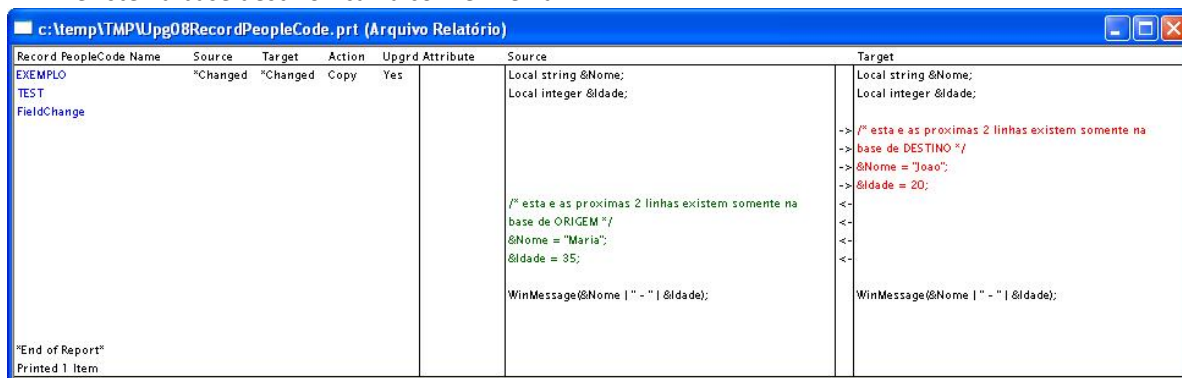 c:\temp\TMP\Upg08RecordPeopleCode.prt (Arquivo Relatório)
Record PeopleCode Name Source Target Action Upgrd Attribute Source Target
EXEMPLO *Changed *Changed Copy Yes Local string &Nome; Local string &Nome;
TEST Local integer &Idade; Local integer &Idade;
FieldChange
-> /* esta e as proximas 2 linhas existem somente na
-> base de DESTINO */
-> &Nome = "Joao";
-> &Idade = 20;
/* esta e as proximas 2 linhas existem somente na <-
base de ORIGEM */ <-
&Nome = "Maria"; <-
&Idade = 35; <-
WinMessage(&Nome | " - " | &Idade); WinMessage(&Nome | " - " | &Idade);
*End of Report*
Printed 1 Item